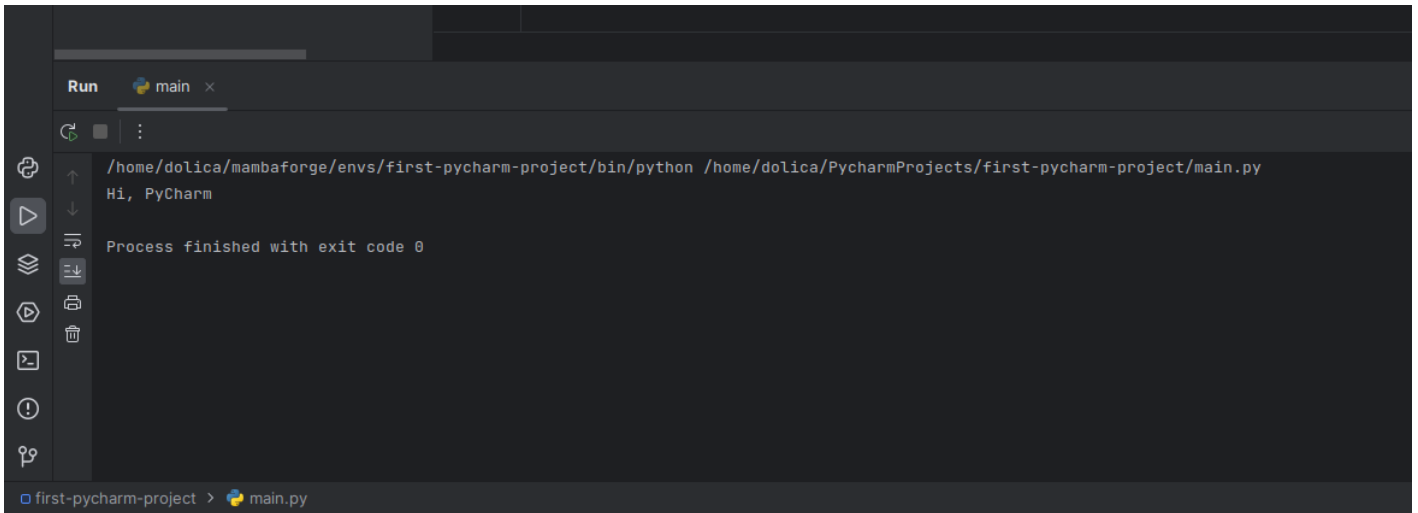 Run main
/home/dolica/mambaforge/envs/first-pycharm-project/bin/python /home/dolica/PycharmProjects/first-pycharm-project/main.py
Hi, PyCharm
Process finished with exit code 0
first-pycharm-project > main.py